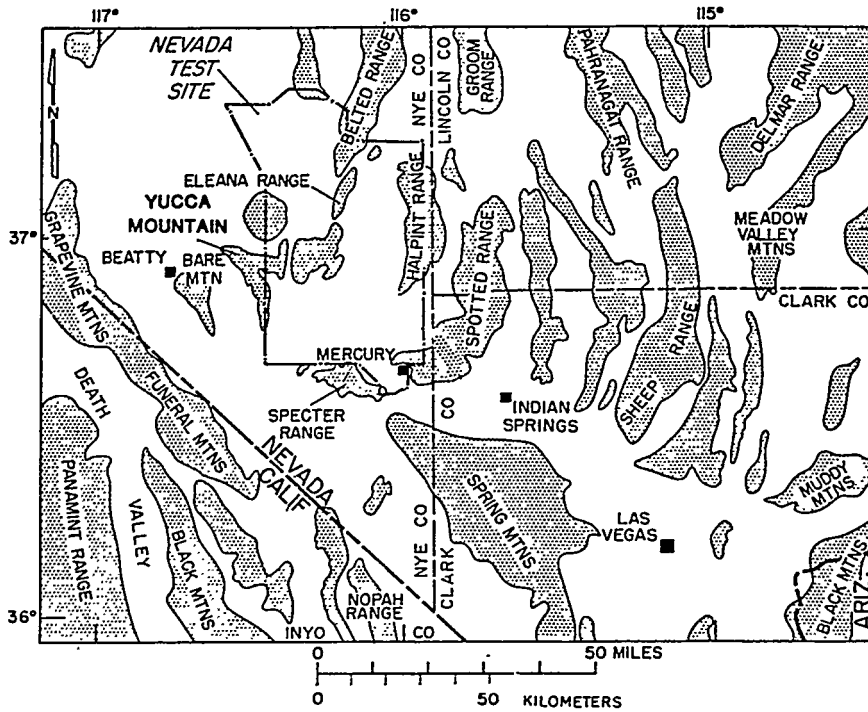 117°
116°
115°
NEVADA
TEST
SITE
BELTED RANGE
NYE CO
LINCOLN CO
GROOM
RANGE
PAHRANAGAT RANGE
DELMAR RANGE
N
ELEANA RANGE
YUCCA
MOUNTAIN
HALPINT RANGE
SPOTTED RANGE
MEADOW
VALLEY
MTNS
37°
GRAPEVINE MTNS
BEATTY
BARE
MTN
CLARK CO
MERCURY
SPECTER
RANGE
CO
INDIAN
SPRINGS
SHEEP RANGE
DEATH
VALLEY
FUNERAL MTNS
NEVADA
CALIF
PANAMINT RANGE
BLACK MTNS
SPRING MTNS
LAS
VEGAS
MUDDY
MTNS
NYE CO
CLARK
NOPAH
RANGE
BLACK MTNS
ARIZ
36°
INYO CO
0 50 MILES
0 50 KILOMETERS